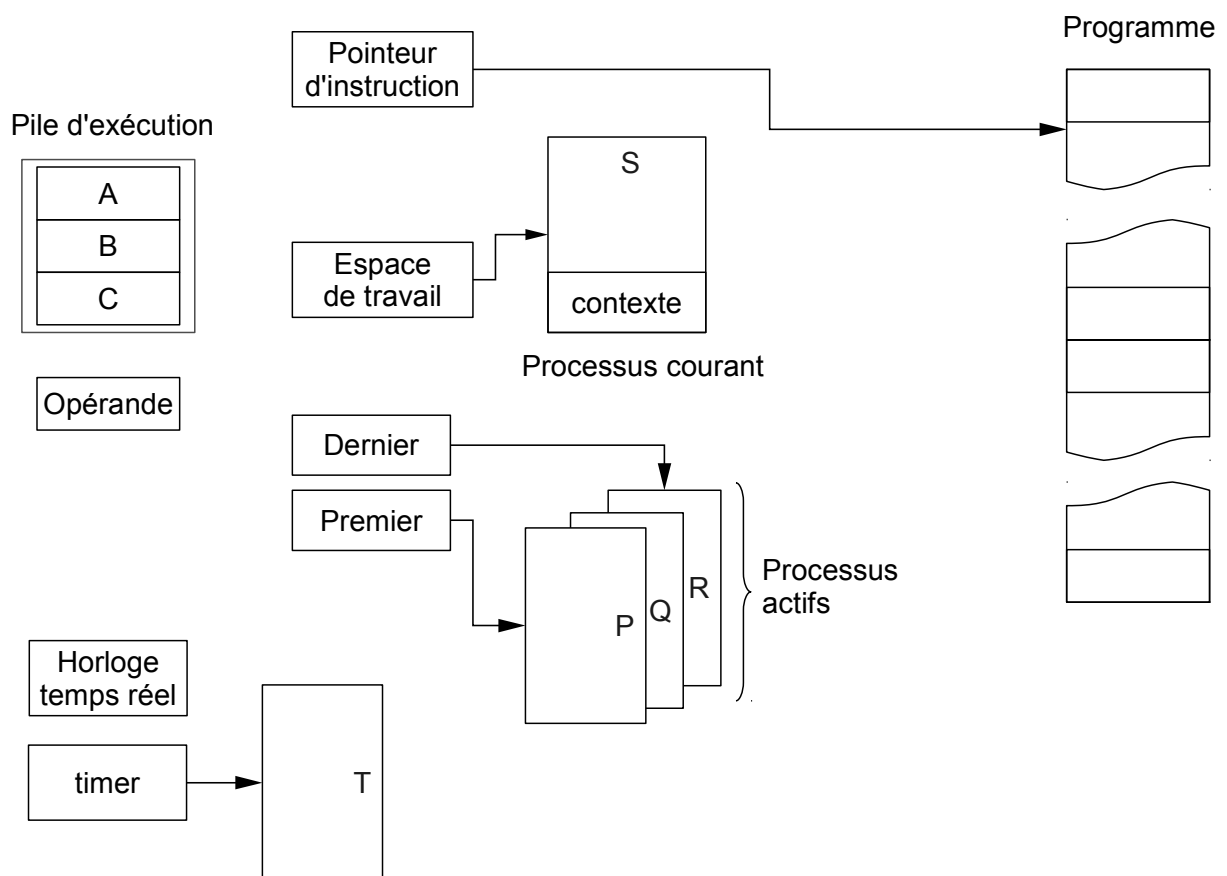 Programme
Pointeur
d'instruction
Pile d'exécution
A
B
C
S
Espace
de travail
contexte
Processus courant
Opérande
Dernier
Premier
P
Q
R
Processus
actifs
Horloge
temps réel
timer
T